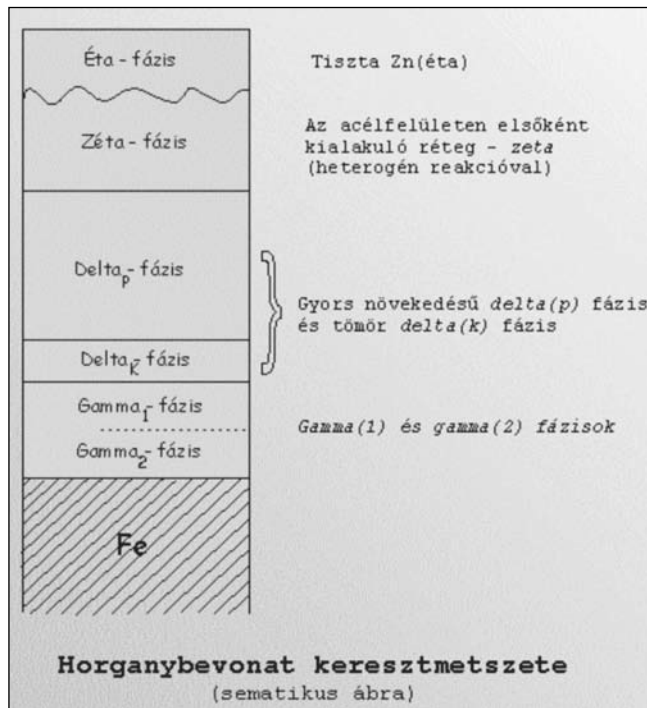 Éta - fázis
Tiszta Zn(éta)
Zéta - fázis
Az acélfelületen elsőként
kialakuló réteg - zeta
(heterogén reakcióval)
Deltap- fázis
DeltaK- fázis
Gyors növekedésű delta(p) fázis
és tömör delta(k) fázis
Gamma1- fázis
Gamma2- fázis
Gamma(1) és gamma(2) fázisok
Fe
Horganybevonat keresztmetszete
(sematikus ábra)